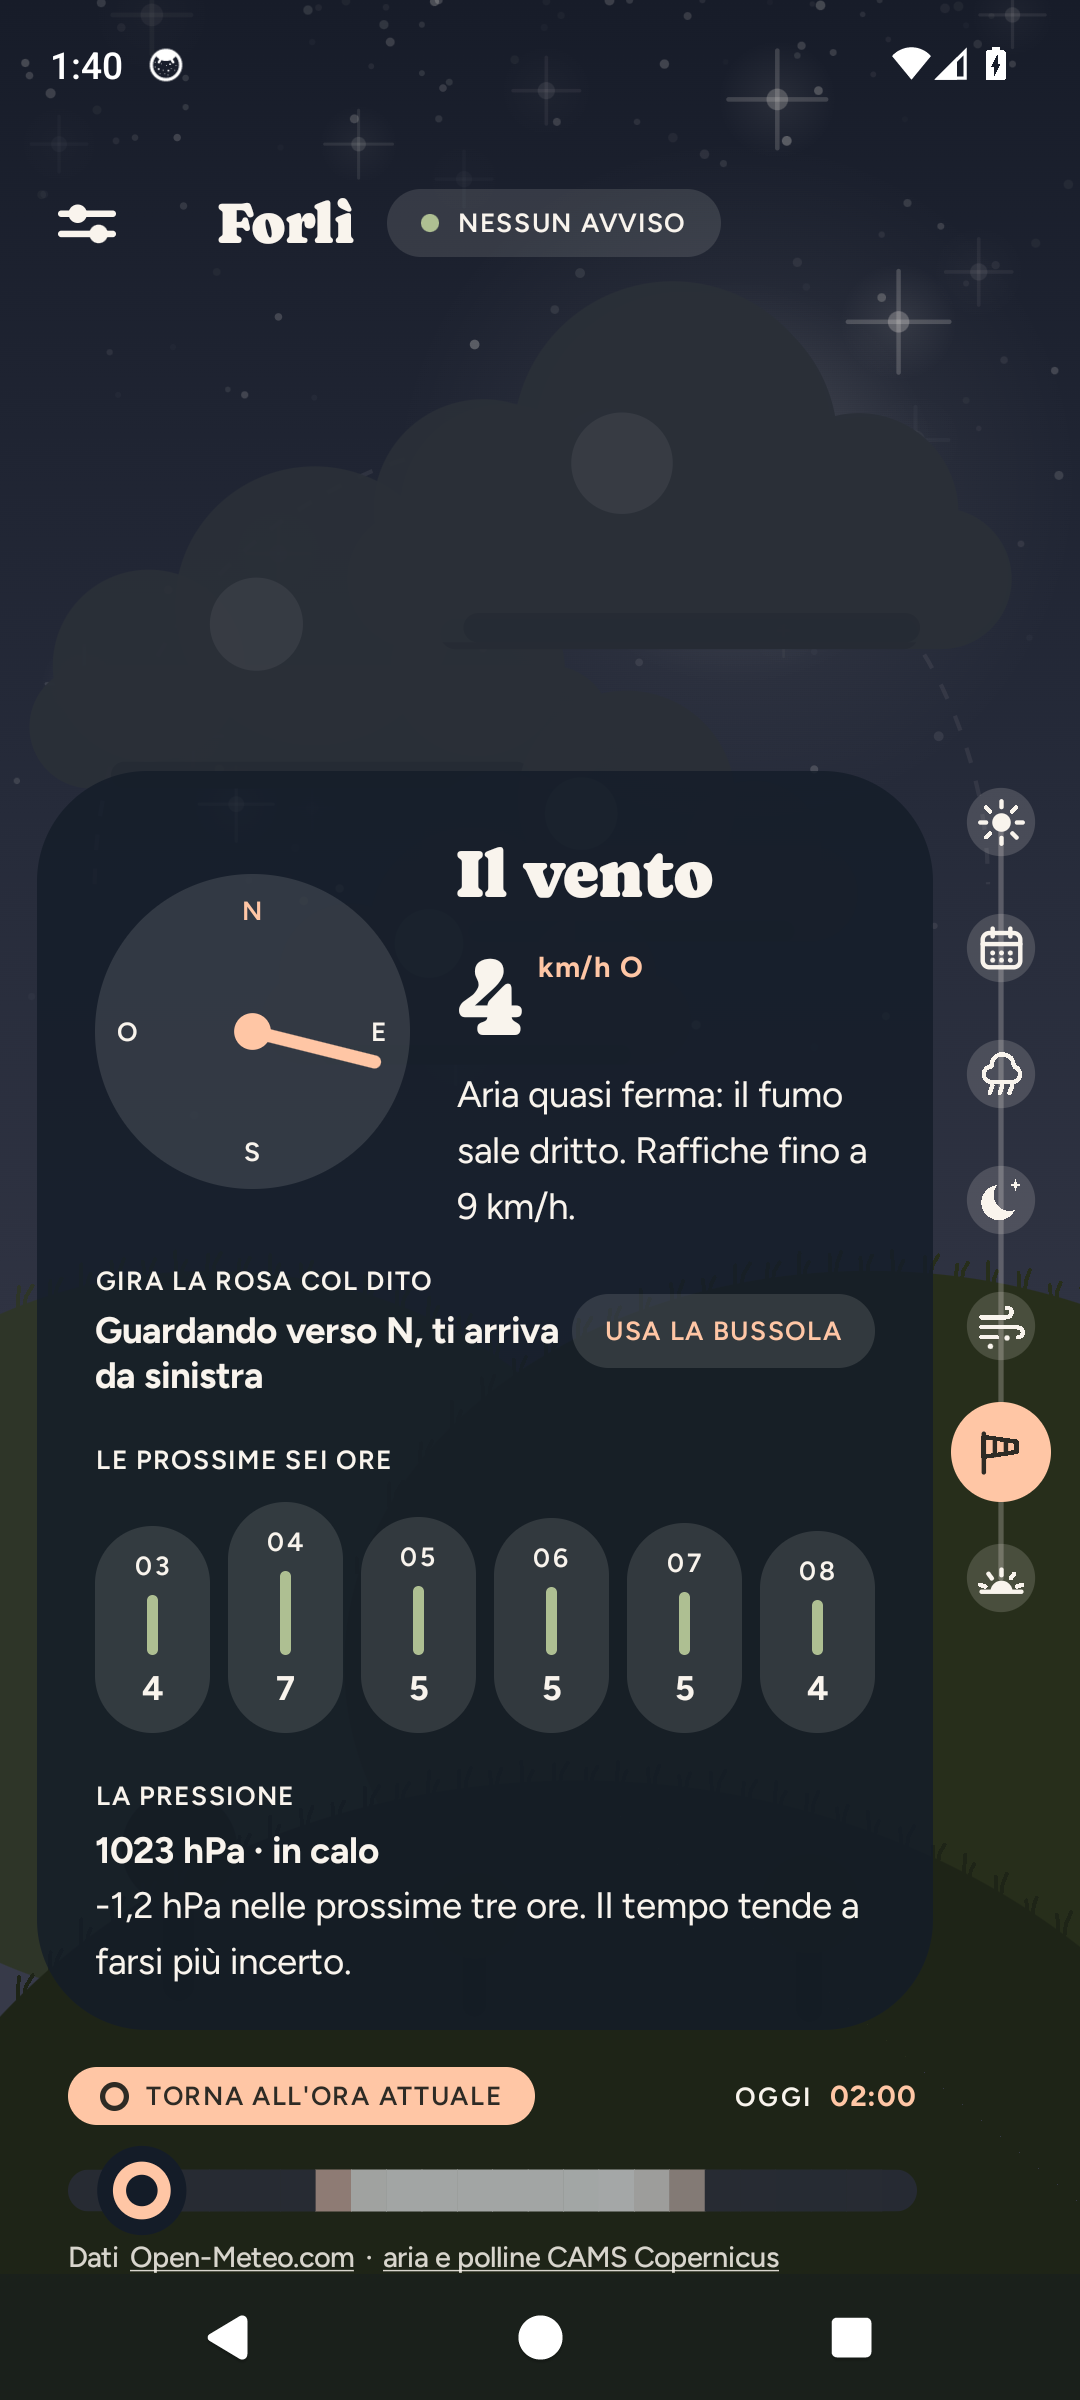 1:40
Forlì
NESSUN AVVISO
Il vento
4 km/h O
N
O
E
S
Aria quasi ferma: il fumo
sale dritto. Raffiche fino a
9 km/h.
GIRA LA ROSA COL DITO
Guardando verso N, ti arriva
da sinistra
USA LA BUSSOLA
LE PROSSIME SEI ORE
03 04 05 06 07 08
4 7 5 5 5 4
LA PRESSIONE
1023 hPa · in calo
-1,2 hPa nelle prossime tre ore. Il tempo tende a
farsi più incerto.
TORNA ALL'ORA ATTUALE
OGGI 02:00
Dati Open-Meteo.com · aria e polline CAMS Copernicus